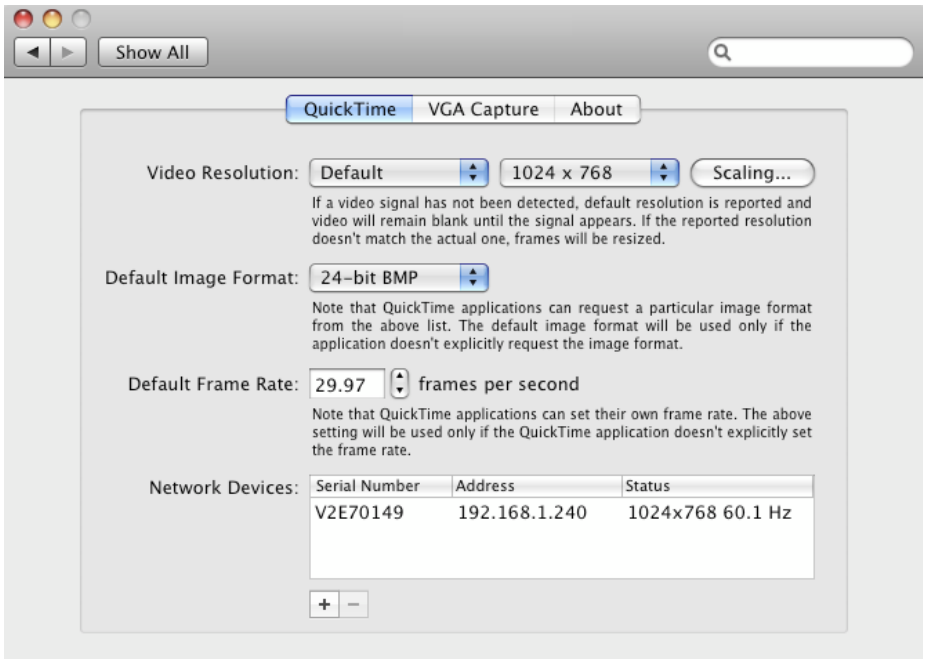 Show All
QuickTime VGA Capture About
Video Resolution: Default 1024 x 768 Scaling...
If a video signal has not been detected, default resolution is reported and
video will remain blank until the signal appears. If the reported resolution
doesn't match the actual one, frames will be resized.
Default Image Format: 24-bit BMP
Note that QuickTime applications can request a particular image format
from the above list. The default image format will be used only if the
application doesn't explicitly request the image format.
Default Frame Rate: 29.97 frames per second
Note that QuickTime applications can set their own frame rate. The above
setting will be used only if the QuickTime application doesn't explicitly set
the frame rate.
Network Devices: Serial Number Address Status
V2E70149 192.168.1.240 1024x768 60.1 Hz
+ −